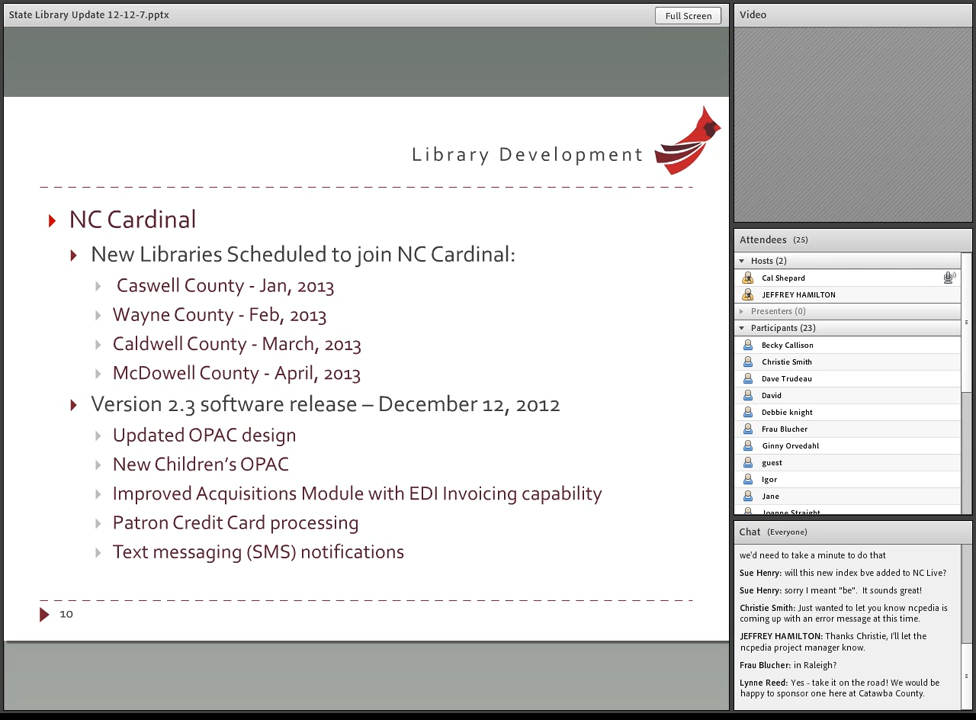 State Library Update 12-12-7.pptx
Full Screen
Library Development
NC Cardinal
New Libraries Scheduled to join NC Cardinal:
Caswell County - Jan, 2013
Wayne County - Feb, 2013
Caldwell County - March, 2013
McDowell County - April, 2013
Version 2.3 software release – December 12, 2012
Updated OPAC design
New Children's OPAC
Improved Acquisitions Module with EDI Invoicing capability
Patron Credit Card processing
Text messaging (SMS) notifications
10
Video
Attendees (25)
Hosts (2)
Cal Shepard
JEFFREY HAMILTON
Presenters (0)
Participants (23)
Becky Callison
Christie Smith
Dave Trudeau
David
Debbie knight
Frau Blucher
Ginny Orvedahl
guest
Igor
Jane
Joanne Straight
Chat (Everyone)
we'd need to take a minute to do that
Sue Henry: will this new index bve added to NC Live?
Sue Henry: sorry I meant "be". It sounds great!
Christie Smith: Just wanted to let you know ncpedia is
coming up with an error message at this time.
JEFFREY HAMILTON: Thanks Christie, I'll let the
ncpedia project manager know.
Frau Blucher: in Raleigh?
Lynne Reed: Yes - take it on the road! We would be
happy to sponsor one here at Catawba County.